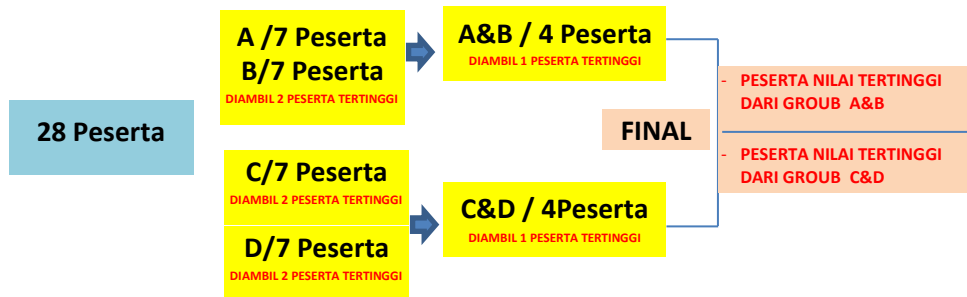 28 Peserta
A /7 Peserta
B/7 Peserta
DIAMBIL 2 PESERTA TERTINGGI
C/7 Peserta
DIAMBIL 2 PESERTA TERTINGGI
D/7 Peserta
DIAMBIL 2 PESERTA TERTINGGI
A&B / 4 Peserta
DIAMBIL 1 PESERTA TERTINGGI
C&D / 4Peserta
DIAMBIL 1 PESERTA TERTINGGI
FINAL
- PESERTA NILAI TERTINGGI
DARI GROUB A&B
- PESERTA NILAI TERTINGGI
DARI GROUB C&D